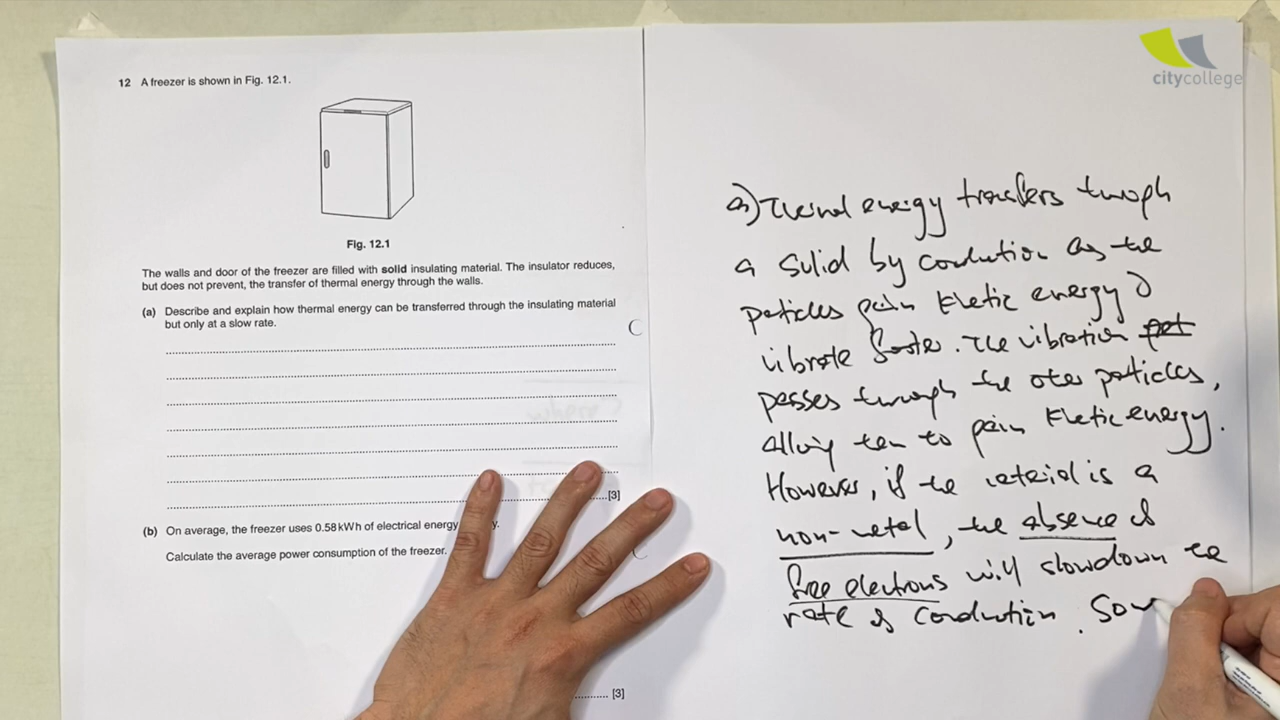 citycollege
12 A freezer is shown in Fig. 12.1.
Fig. 12.1
The walls and door of the freezer are filled with solid insulating material. The insulator reduces,
but does not prevent, the transfer of thermal energy through the walls.
(a) Describe and explain how thermal energy can be transferred through the insulating material
but only at a slow rate.
[3]
(b) On average, the freezer uses 0.58 kWh of electrical energy y.
Calculate the average power consumption of the freezer.
[3]
a) Thermal energy transfers through
a solid by conduction as the
particles gain kinetic energy &
vibrate faster. The vibration
passes through the other particles,
allowing them to gain kinetic energy.
However, if the material is a
non-metal, the absence of
free electrons will slowdown the
rate of conduction. So